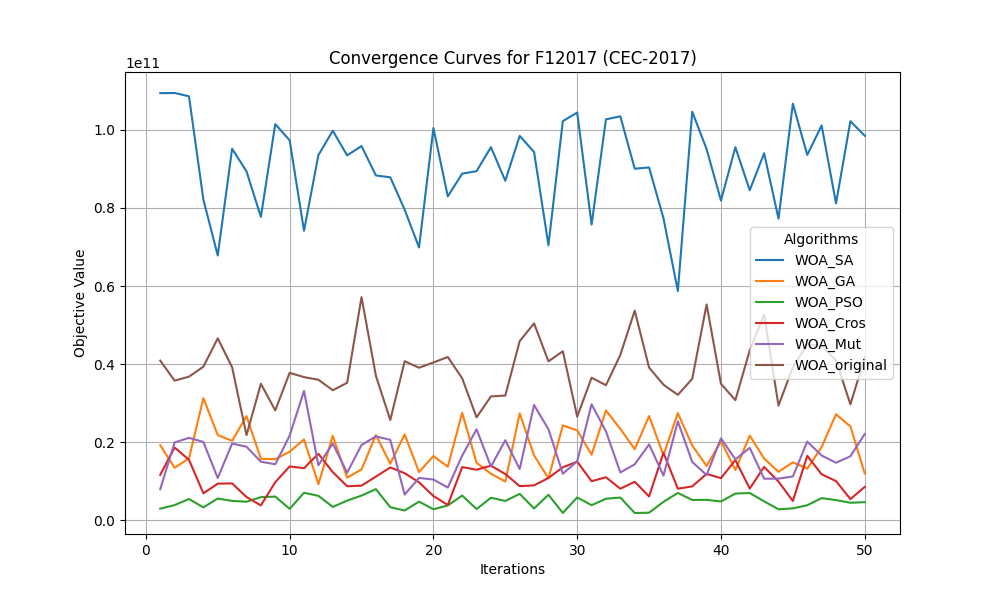 Convergence Curves for F12017 (CEC-2017)
1e11
1.0
0.8
0.6
0.4
0.2
0.0
Objective Value
Algorithms
WOA_SA
WOA_GA
WOA_PSO
WOA_Cros
WOA_Mut
WOA_original
0
10
20
30
40
50
Iterations